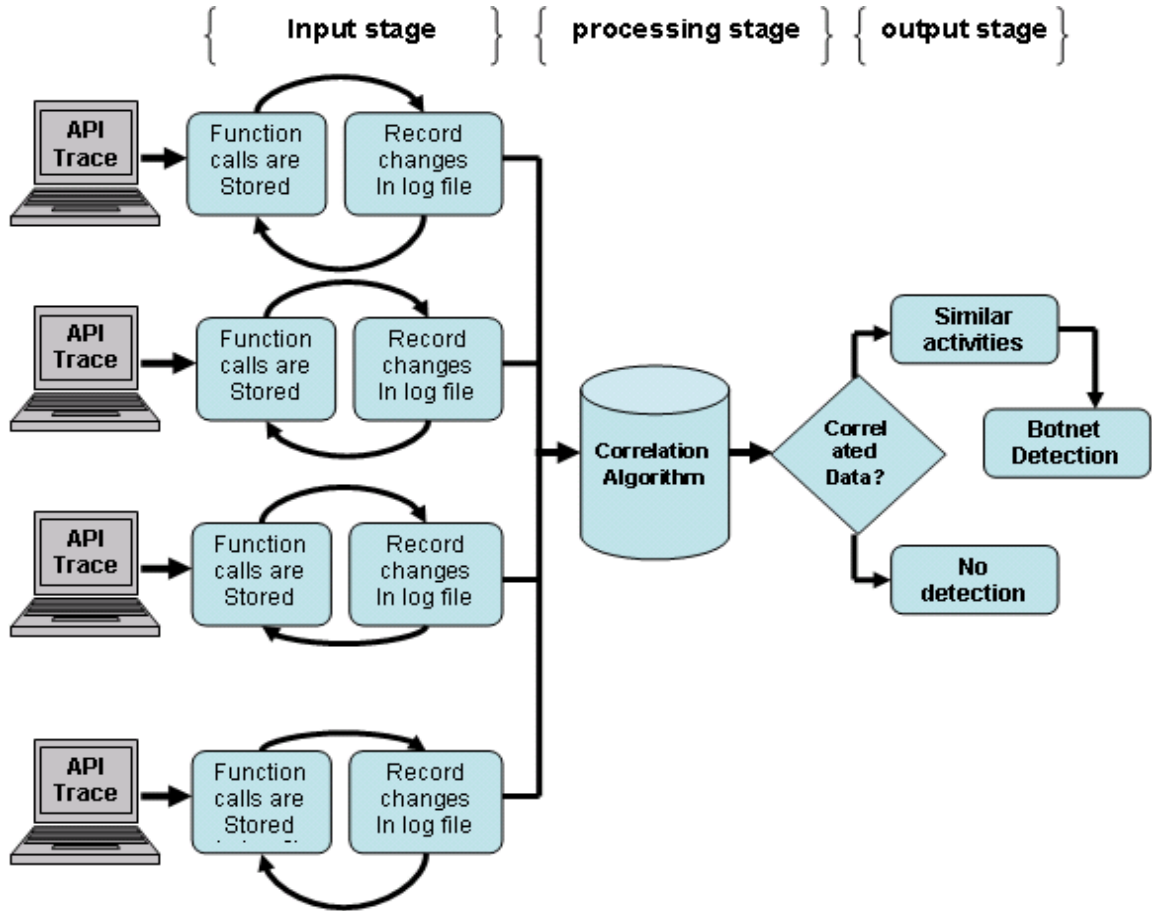 Input stage
processing stage
output stage
API
Trace
Function
calls are
Stored
Record
changes
In log file
API
Trace
Function
calls are
Stored
Record
changes
In log file
API
Trace
Function
calls are
Stored
Record
changes
In log file
API
Trace
Function
calls are
Stored
Record
changes
In log file
Correlation
Algorithm
Correl
ated
Data?
Similar
activities
Botnet
Detection
No
detection